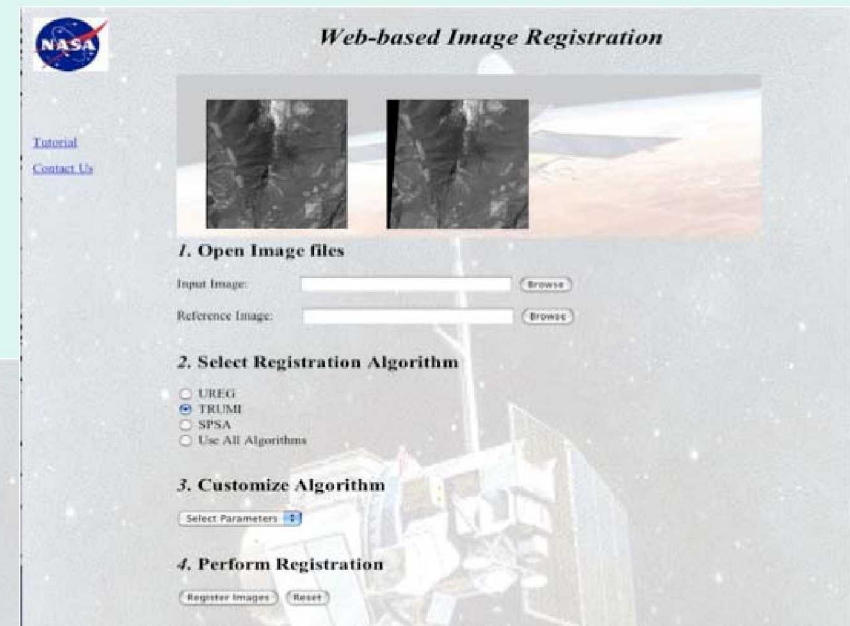 NASA
Web-based Image Registration
Tutorial
Contact Us
1. Open Image files
Input Image:
Browse
Reference Image:
Browse
2. Select Registration Algorithm
UREG
TRUMI
SPSA
Use All Algorithms
3. Customize Algorithm
Select Parameters
4. Perform Registration
Register Images Reset